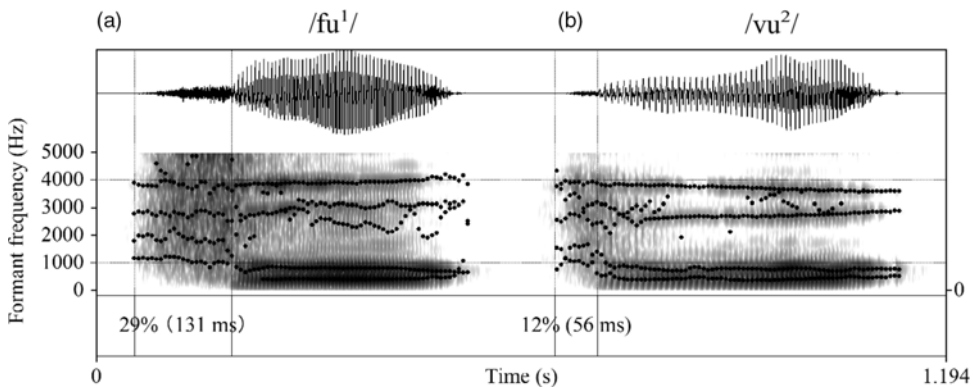 (a) /fu¹/ (b) /vu²/
Formant frequency (Hz)
5000
4000
3000
2000
1000
0 0
29% (131 ms) 12% (56 ms)
0 Time (s) 1.194